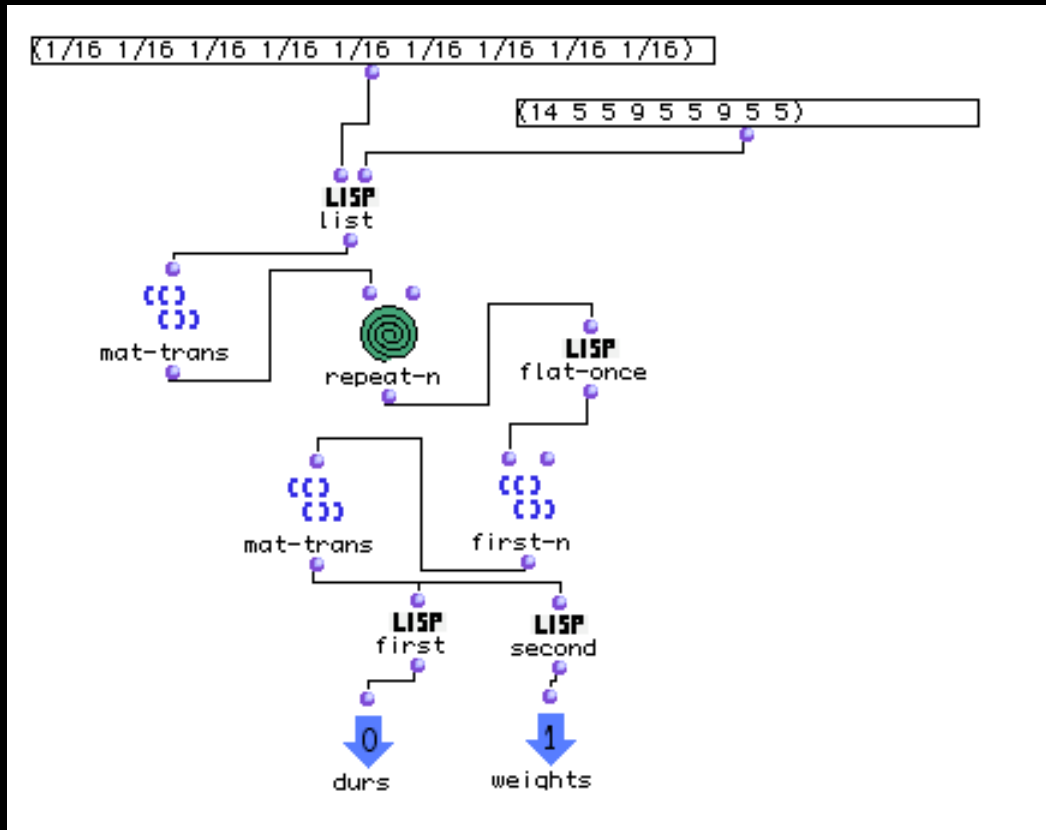 (1/16 1/16 1/16 1/16 1/16 1/16 1/16 1/16 1/16)
(14 5 5 9 5 5 9 5 5)
LISP
list
mat-trans
repeat-n
LISP
flat-once
mat-trans
first-n
LISP
first
LISP
second
0
durs
1
weights